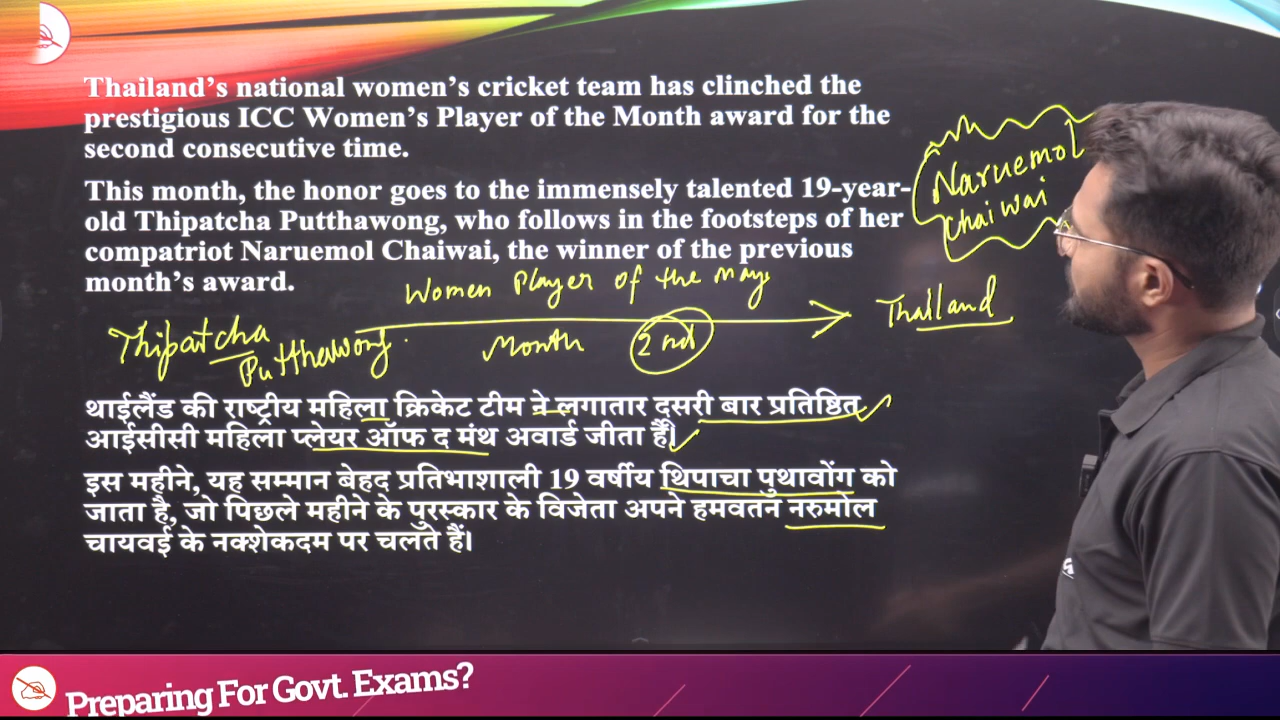 Thailand's national women's cricket team has clinched the
prestigious ICC Women's Player of the Month award for the
second consecutive time.
This month, the honor goes to the immensely talented 19-year-
old Thipatcha Putthawong, who follows in the footsteps of her
compatriot Naruemol Chaiwai, the winner of the previous
month's award.
Naruemol
Chaiwai
Women Player of the May
Thipatcha
Putthawong.
Month
2nd
Thailand
थाईलैंड की राष्ट्रीय महिला क्रिकेट टीम ने लगातार दूसरी बार प्रतिष्ठित
आईसीसी महिला प्लेयर ऑफ द मंथ अवार्ड जीता है।
इस महीने, यह सम्मान बेहद प्रतिभाशाली 19 वर्षीय थिपाचा पुथावोंग को
जाता है, जो पिछले महीने के पुरस्कार के विजेता अपने हमवतन नरुमोल
चायवई के नक्शेकदम पर चलते हैं।
Preparing For Govt. Exams?